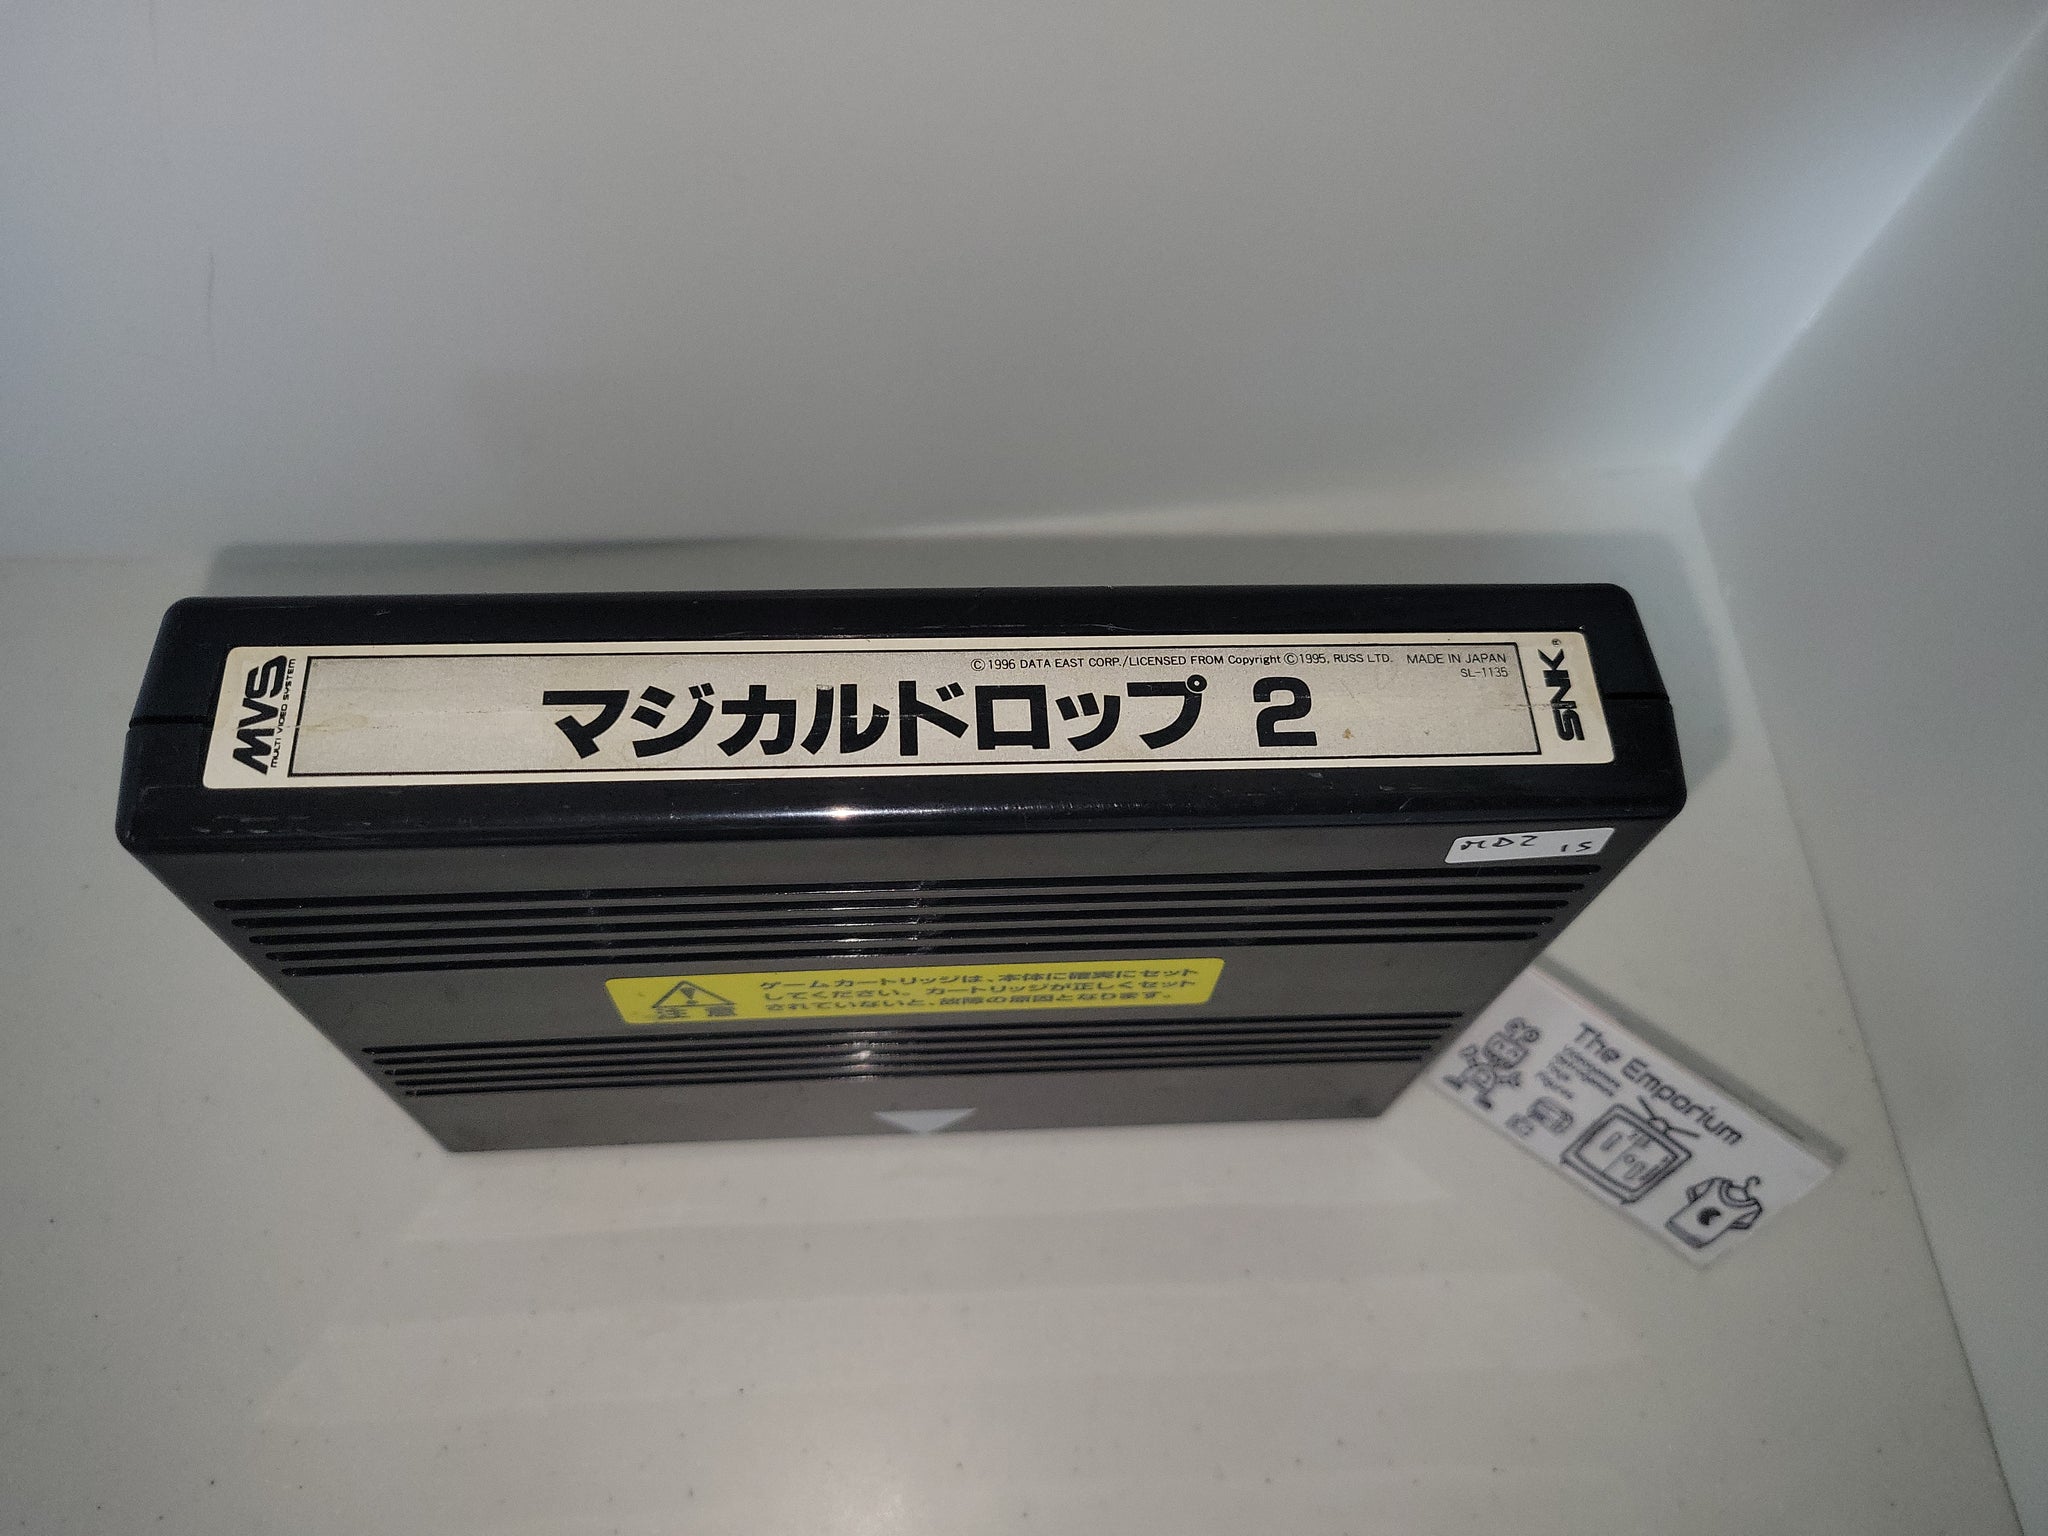 MVS
MULTI VIDEO SYSTEM
Ⓒ1996 DATA EAST CORP./LICENSED FROM Copyright Ⓒ1995, RUSS LTD. MADE IN JAPAN
SL-1135
マジカルドロップ 2
SNK®
MD2 15
注意
ゲームカートリッジは、本体に確実にセット
してください。カートリッジが正しくセット
されていないと、故障の原因となります。
The Emporium